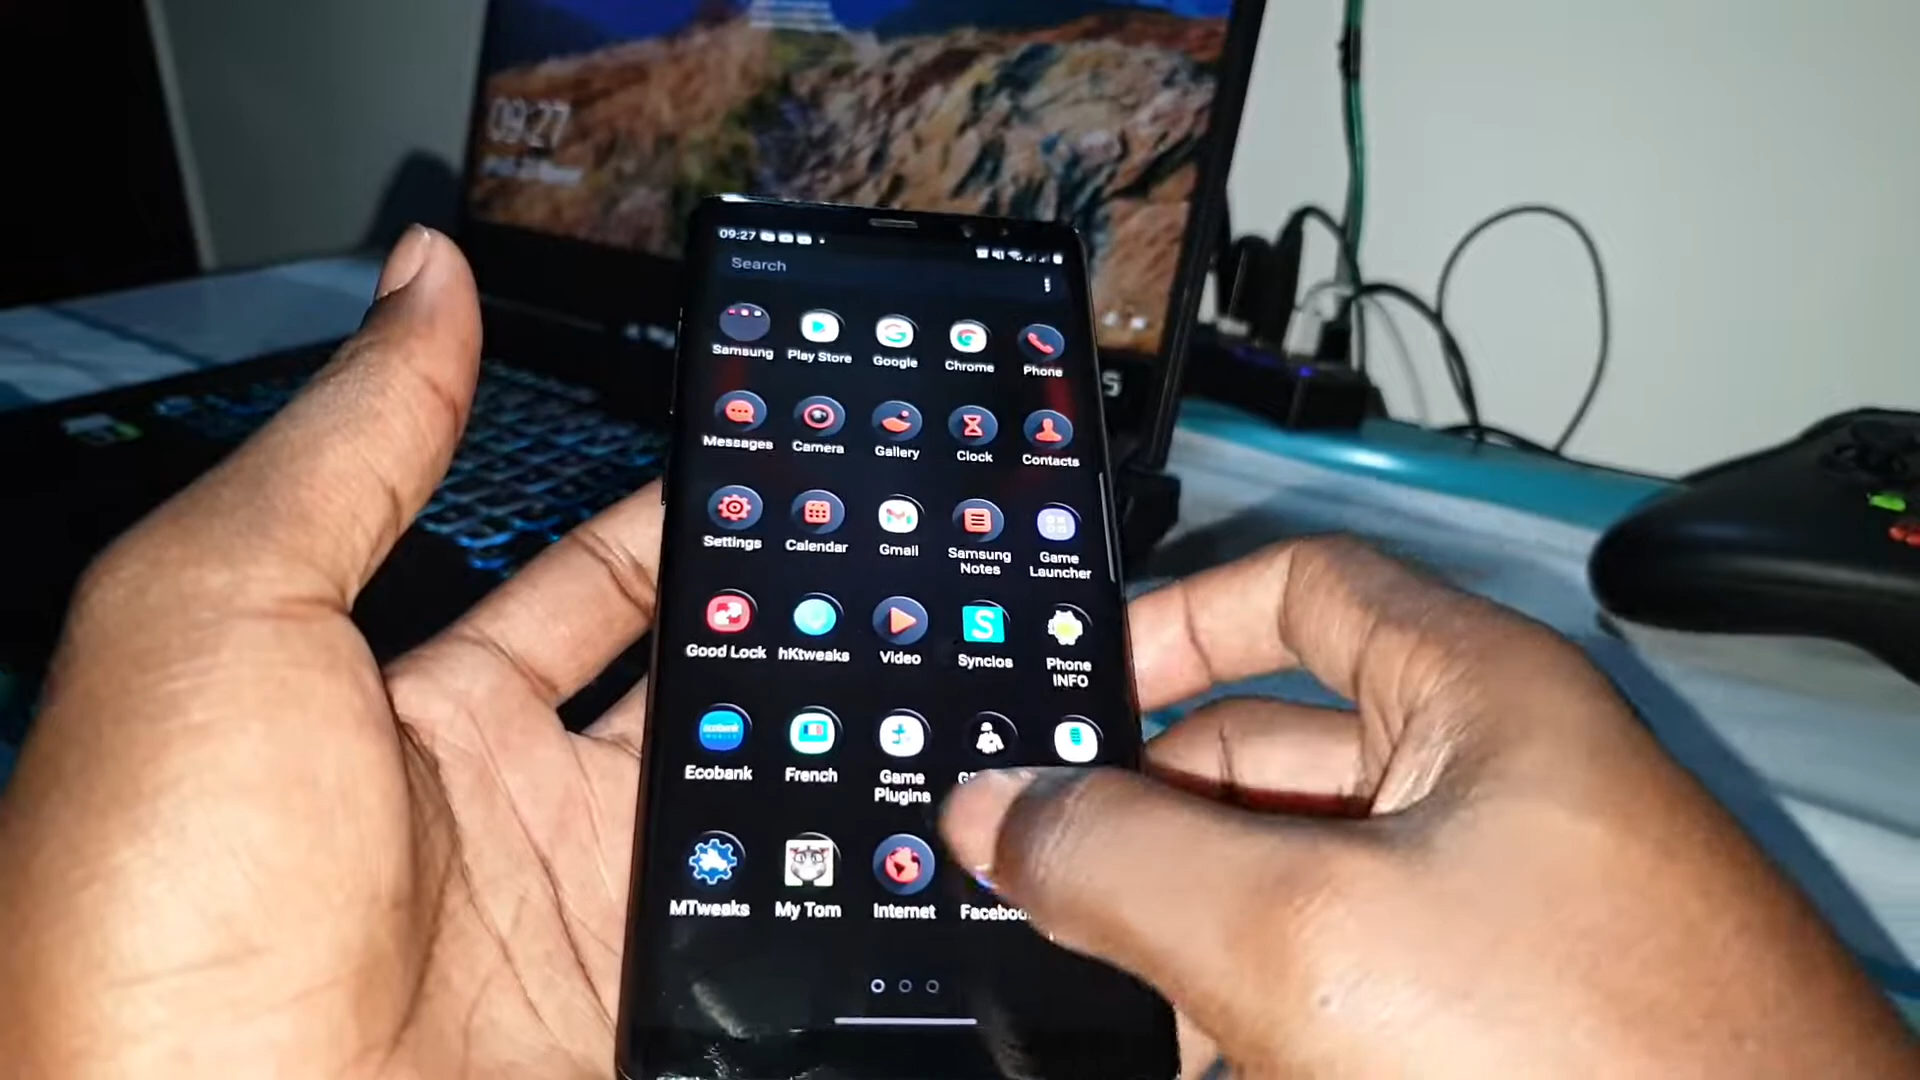 09:27
09:27
Search
Samsung
Play Store
Google
Chrome
Phone
Messages
Camera
Gallery
Clock
Contacts
Settings
Calendar
Gmail
Samsung
Notes
Game
Launcher
Good Lock
hKtweaks
Video
Syncios
Phone
INFO
Ecobank
French
Game
Plugins
MTweaks
My Tom
Internet
Faceboo